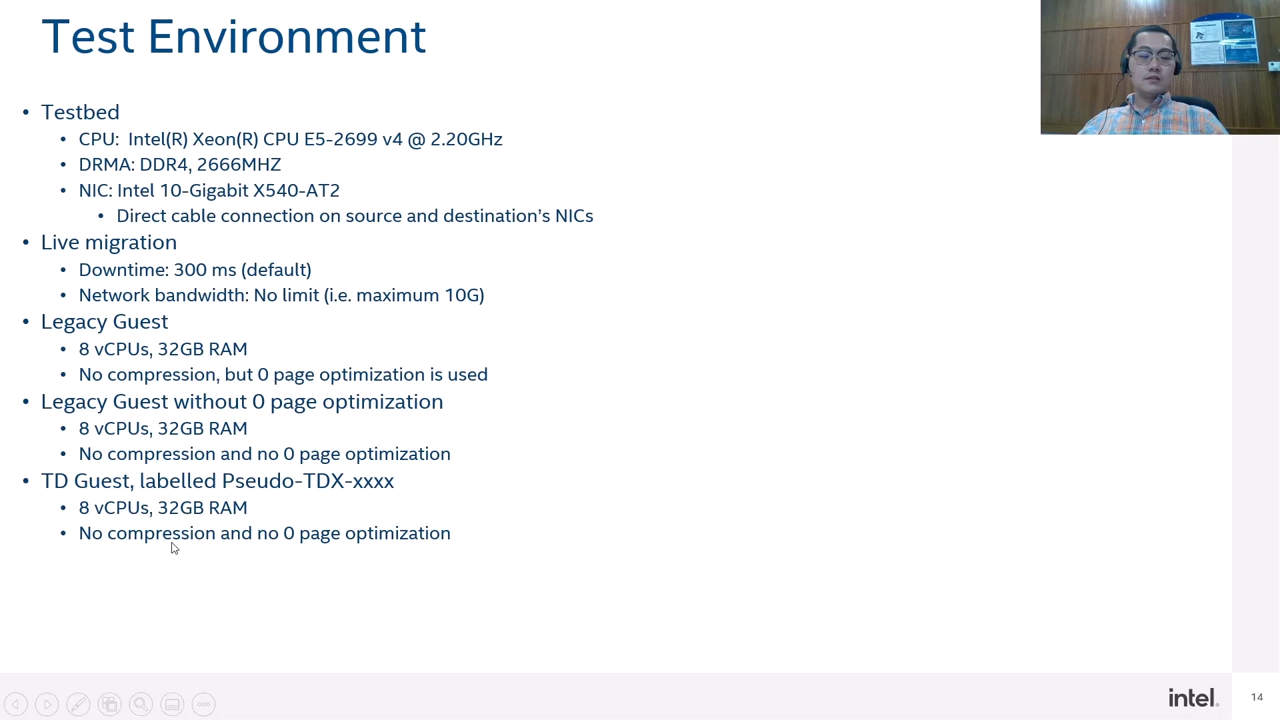 Test Environment
• Testbed
• CPU: Intel(R) Xeon(R) CPU E5-2699 v4 @ 2.20GHz
• DRMA: DDR4, 2666MHZ
• NIC: Intel 10-Gigabit X540-AT2
• Direct cable connection on source and destination’s NICs
• Live migration
• Downtime: 300 ms (default)
• Network bandwidth: No limit (i.e. maximum 10G)
• Legacy Guest
• 8 vCPUs, 32GB RAM
• No compression, but 0 page optimization is used
• Legacy Guest without 0 page optimization
• 8 vCPUs, 32GB RAM
• No compression and no 0 page optimization
• TD Guest, labelled Pseudo-TDX-xxxx
• 8 vCPUs, 32GB RAM
• No compression and no 0 page optimization
intel.
14